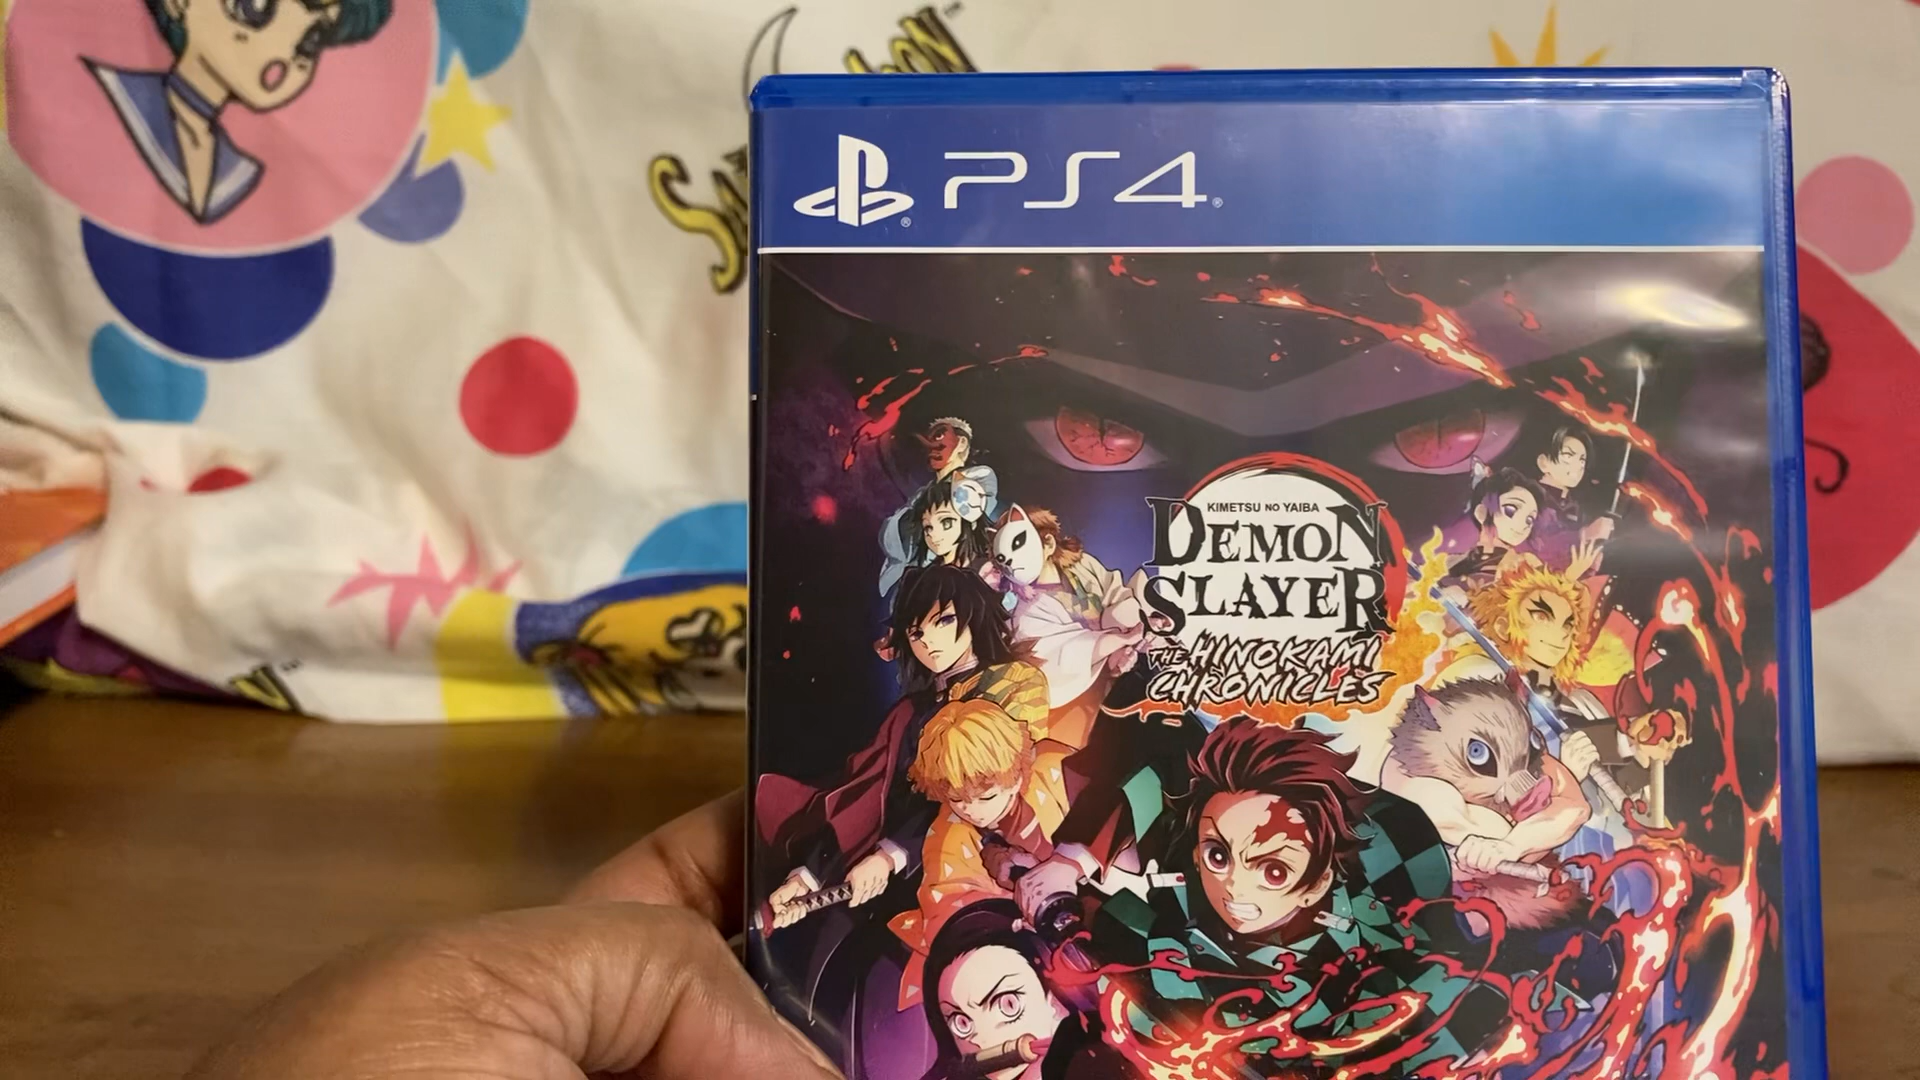 PS4
KIMETSU NO YAIBA
DEMON
SLAYER
THE HINOKAMI
CHRONICLES